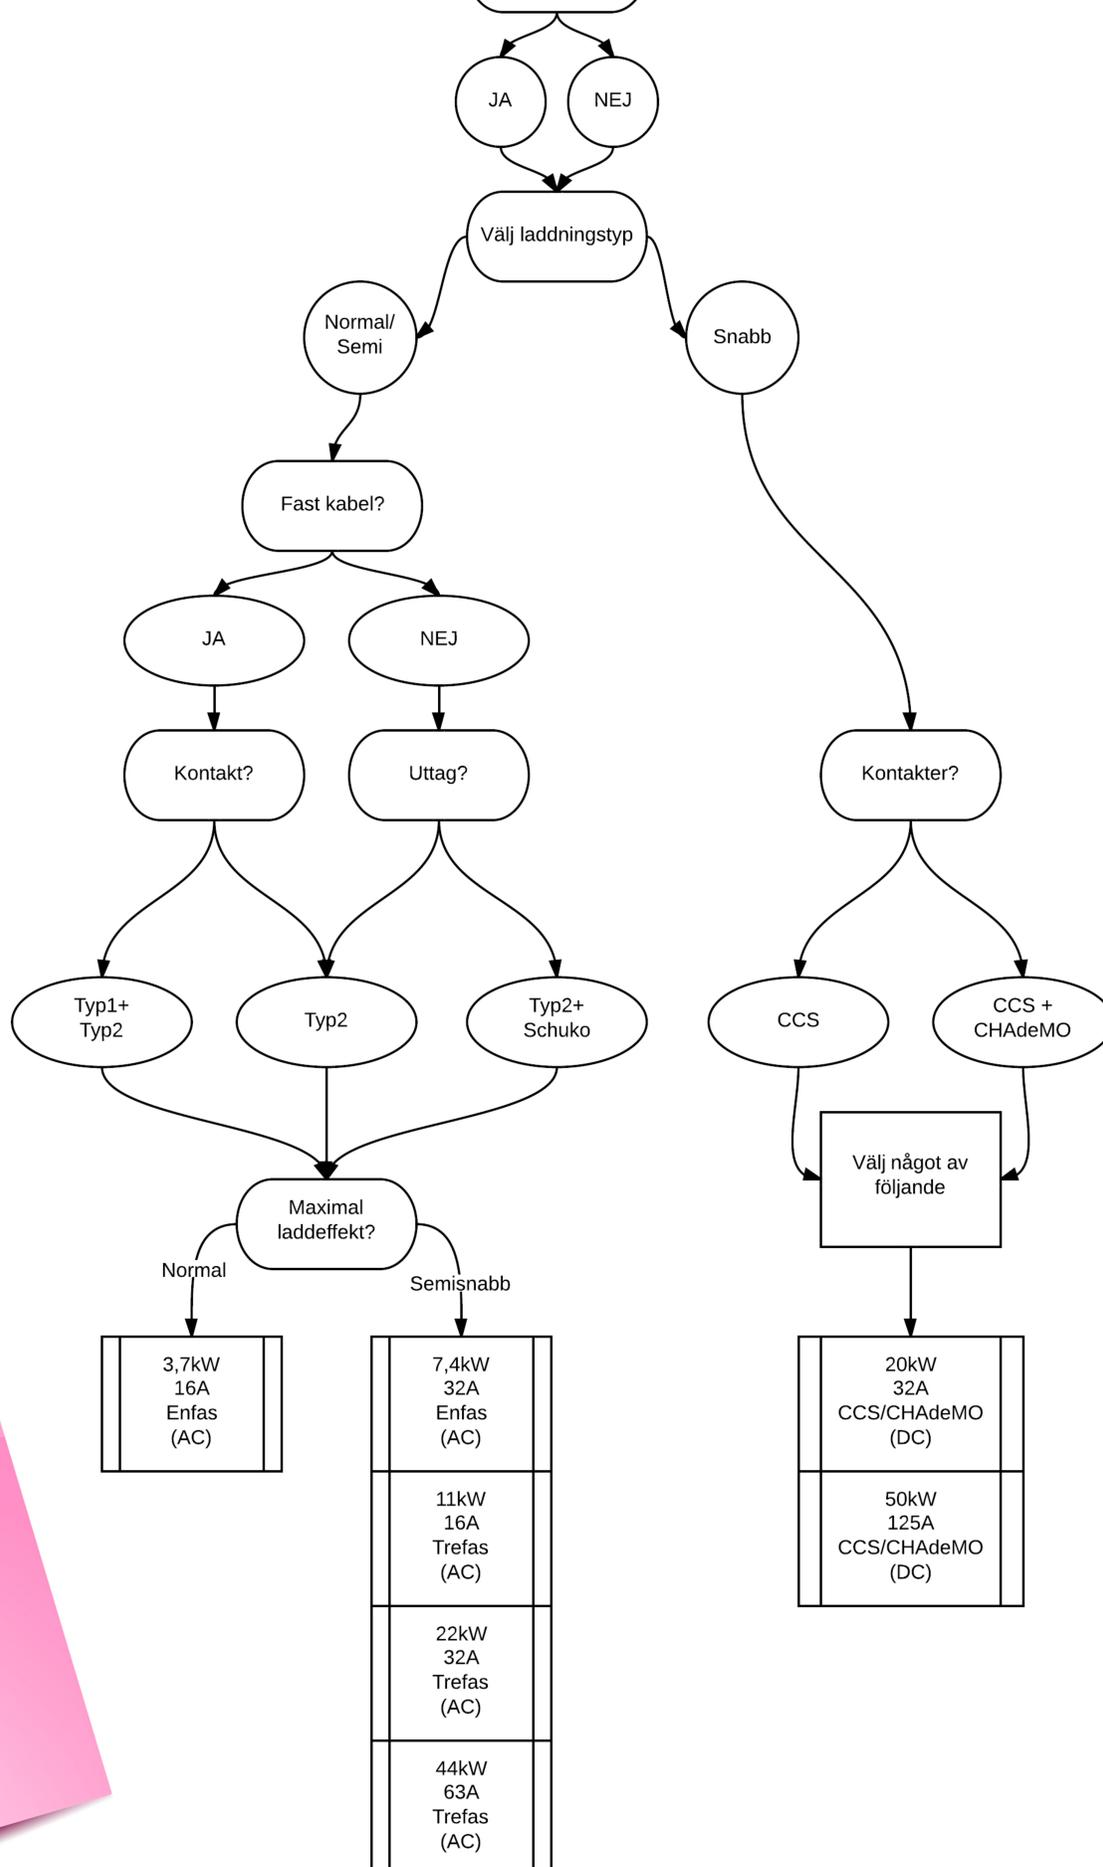 JA
NEJ
Välj laddningstyp
Normal/
Semi
Snabb
Fast kabel?
JA
NEJ
Kontakt?
Uttag?
Kontakter?
Typ1+
Typ2
Typ2
Typ2+
Schuko
CCS
CCS +
CHAdeMO
Välj något av
följande
Maximal
laddeffekt?
Normal
Semisnabb
3,7kW
16A
Enfas
(AC)
7,4kW
32A
Enfas
(AC)
11kW
16A
Trefas
(AC)
22kW
32A
Trefas
(AC)
44kW
63A
Trefas
(AC)
20kW
32A
CCS/CHAdeMO
(DC)
50kW
125A
CCS/CHAdeMO
(DC)